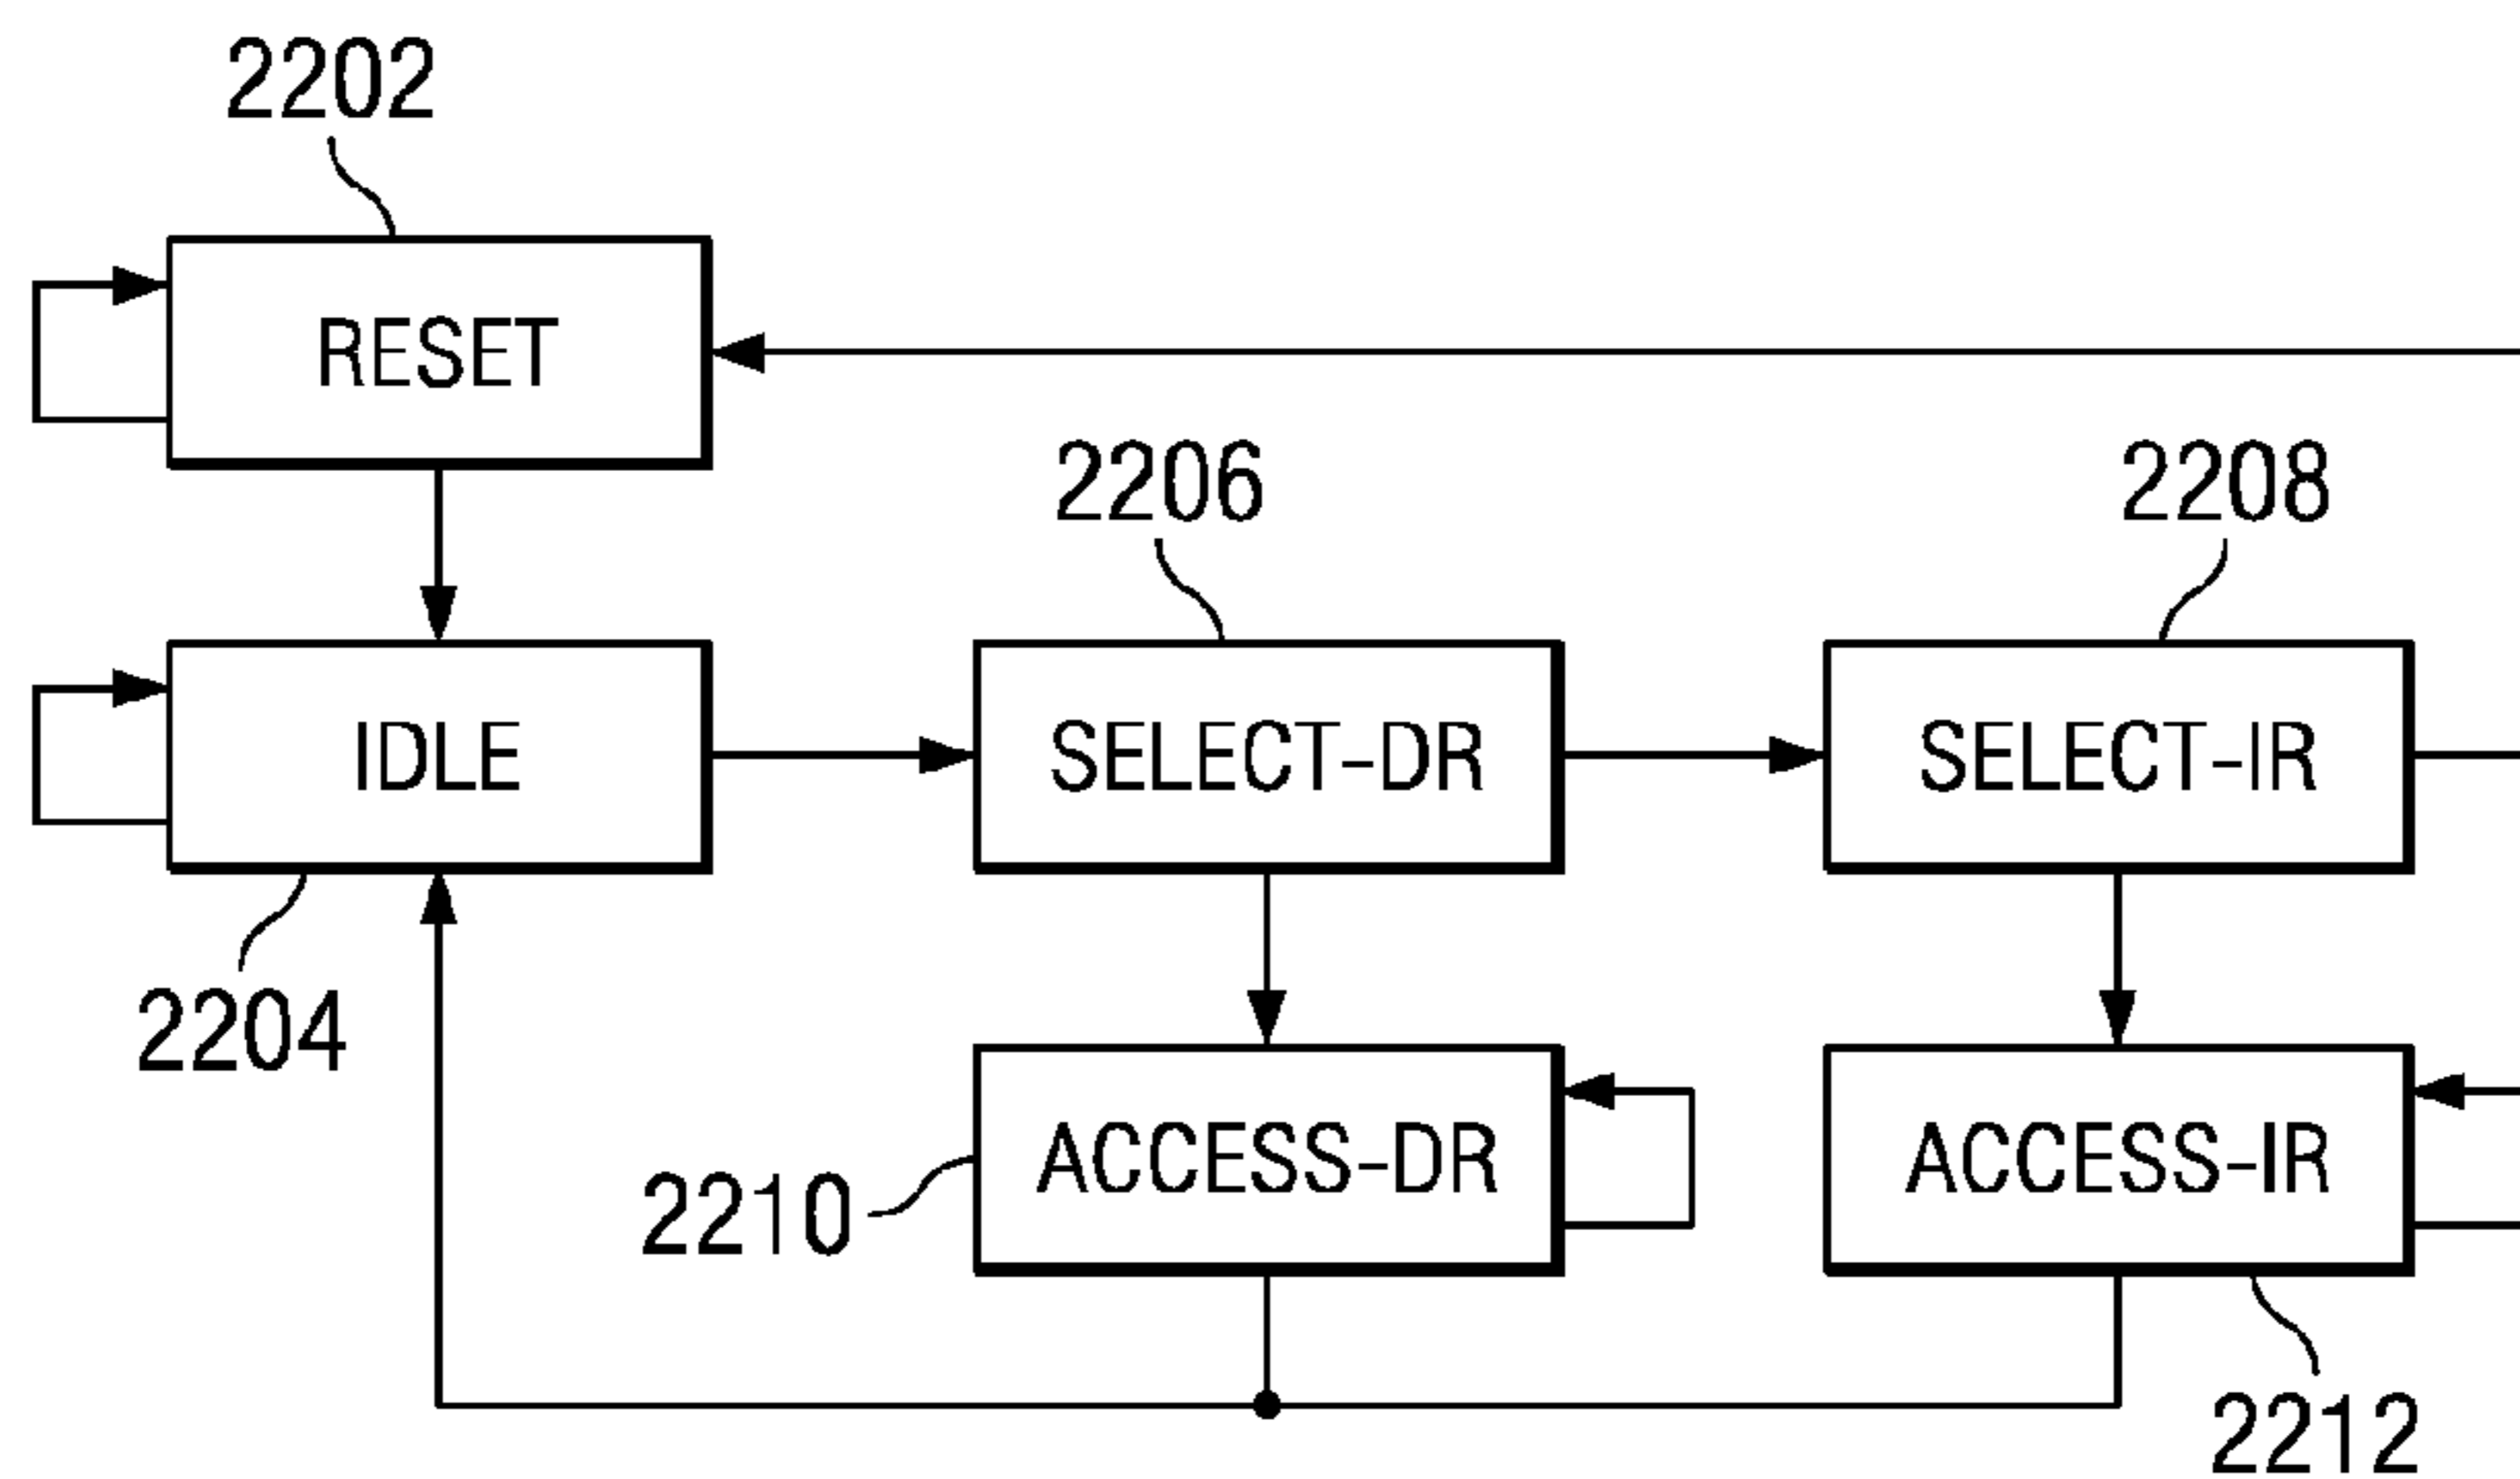 2202
RESET
2206
2208
IDLE
SELECT-DR
SELECT-IR
2204
ACCESS-DR
ACCESS-IR
2210
2212